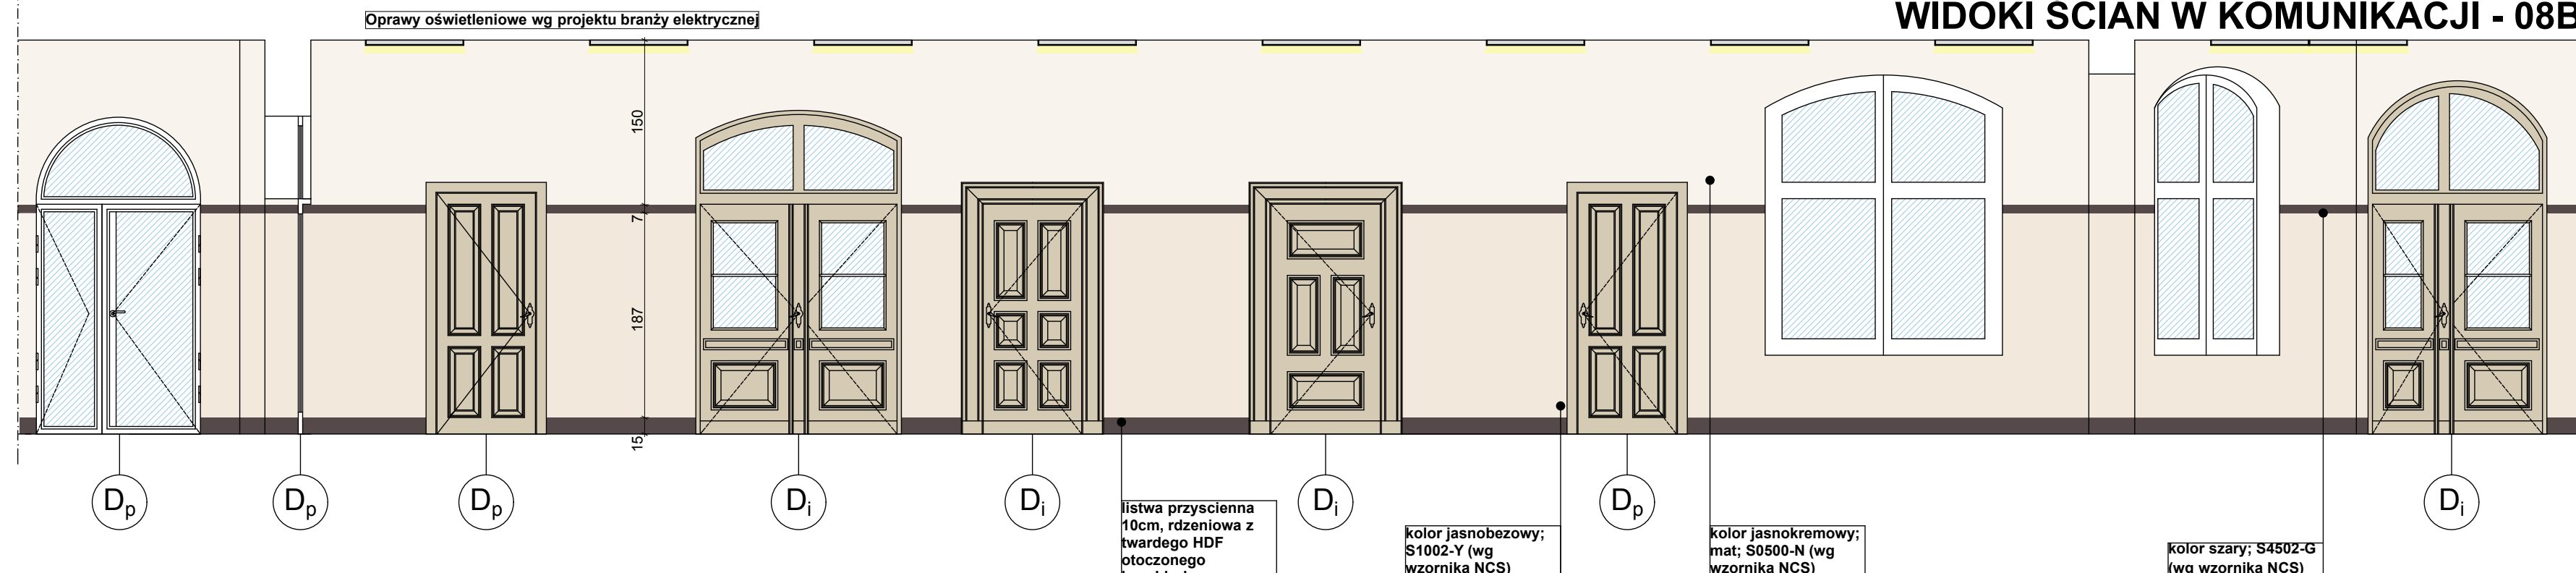 Oprawy oświetleniowe wg projektu branży elektrycznej
WIDOKI ŚCIAN W KOMUNIKACJI - 08B
150
7
187
15
Dp
Dp
Dp
Di
Di
Di
Dp
Di
listwa przyscienna
10cm, rdzeniowa z
twardego HDF
otoczonego
kolor jasnobezowy;
S1002-Y (wg
wzornika NCS)
kolor jasnokremowy;
mat; S0500-N (wg
wzornika NCS)
kolor szary; S4502-G
(wg wzornika NCS)